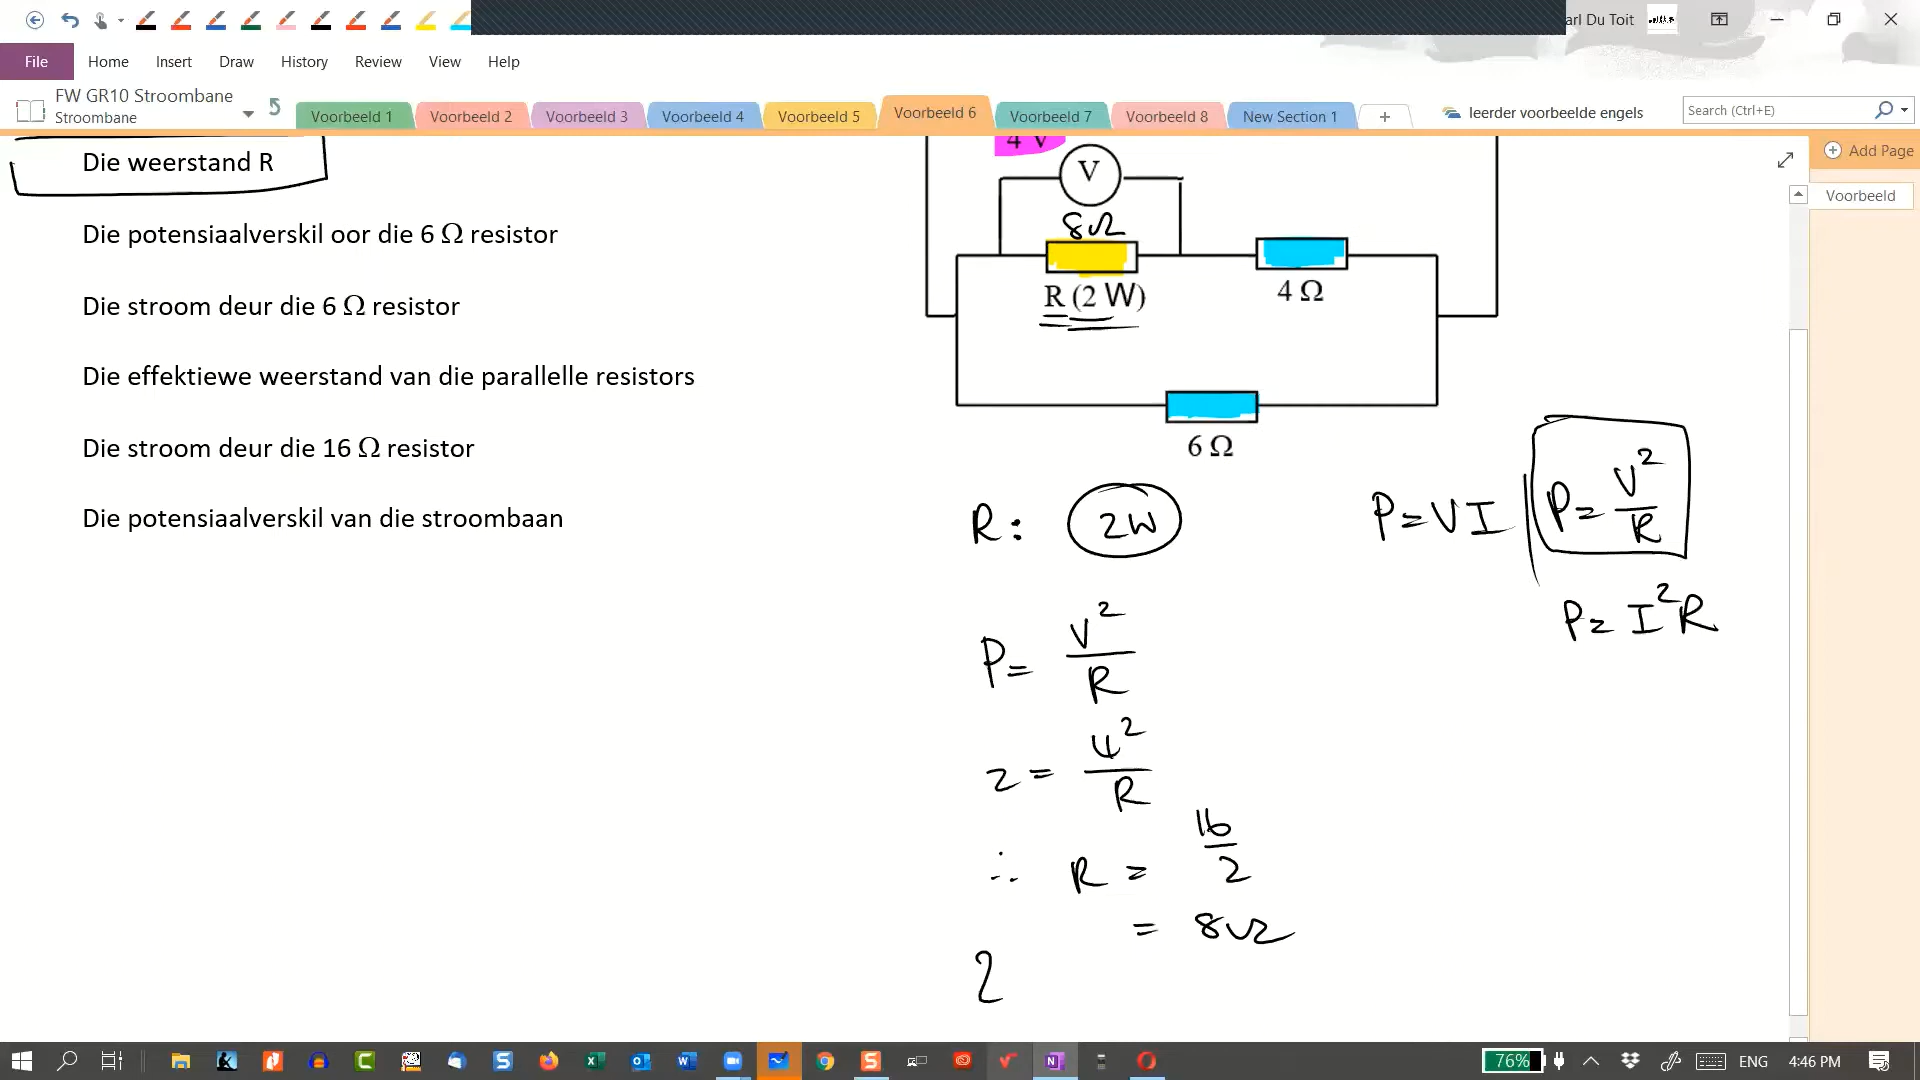 arl Du Toit
File Home Insert Draw History Review View Help
FW GR10 Stroombane
Stroombane
Voorbeeld 1 Voorbeeld 2 Voorbeeld 3 Voorbeeld 4 Voorbeeld 5 Voorbeeld 6 Voorbeeld 7 Voorbeeld 8 New Section 1 +
leerder voorbeelde engels
Search (Ctrl+E)
Add Page
Voorbeeld
Die weerstand R
Die potensiaalverskil oor die 6 Ω resistor
Die stroom deur die 6 Ω resistor
Die effektiewe weerstand van die parallelle resistors
Die stroom deur die 16 Ω resistor
Die potensiaalverskil van die stroombaan
4 V
V
8Ω
R (2 W)
4 Ω
6 Ω
R: 2W
P=VI
P= V²/R
P= I²R
P= V²/R
2= 4²/R
∴ R = 16/2
= 8Ω
2
76%
ENG
4:46 PM